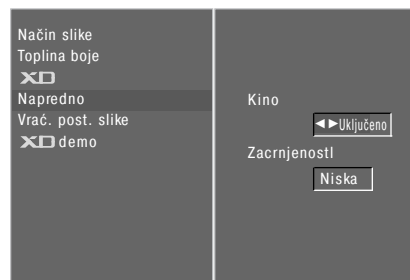 Način slike
Toplina boje
XD
Napredno
Vrać. post. slike
XD demo
Kino
◄►Uključeno
Zacrnjenostl
Niska